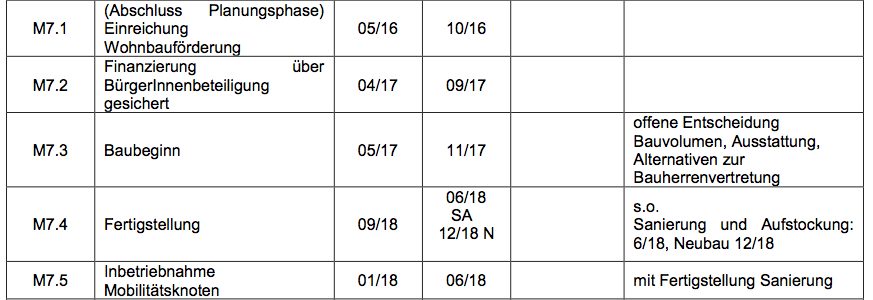 (Abschluss Planungsphase)
M7.1 Einreichung 05/16 10/16
Wohnbauförderung
Finanzierung über
M7.2 BürgerInnenbeteiligung 04/17 09/17
gesichert
offene Entscheidung
Bauvolumen, Ausstattung,
M7.3 Baubeginn 05/17 11/17
Alternativen zur
Bauherrenvertretung
06/18
s.o.
SA
M7.4 Fertigstellung 09/18
Sanierung und Aufstockung:
12/18 N
6/18, Neubau 12/18
Inbetriebnahme
M7.5 01/18 06/18 mit Fertigstellung Sanierung
Mobilitätsknoten